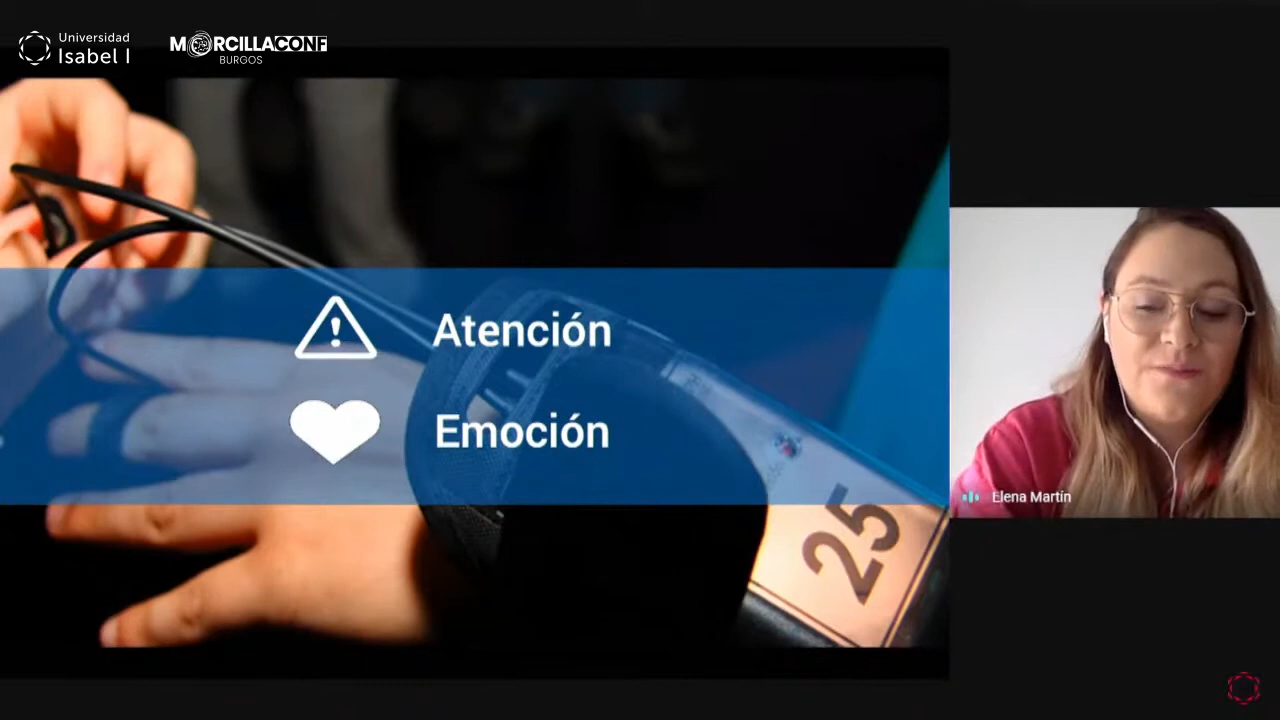 Universidad
Isabel I
MORCILLACONF
BURGOS
Atención
Emoción
25
Elena Martín